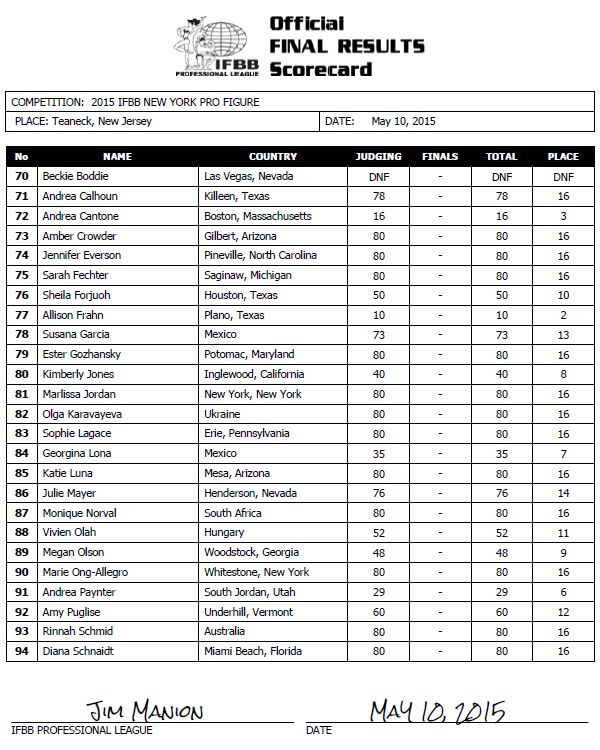 Official
FINAL RESULTS
Scorecard
IFBB
PROFESSIONAL LEAGUE
COMPETITION: 2015 IFBB NEW YORK PRO FIGURE
PLACE: Teaneck, New Jersey DATE: May 10, 2015
No NAME COUNTRY JUDGING FINALS TOTAL PLACE
70 Beckie Boddie Las Vegas, Nevada DNF - DNF DNF
71 Andrea Calhoun Killeen, Texas 78 - 78 16
72 Andrea Cantone Boston, Massachusetts 16 - 16 3
73 Amber Crowder Gilbert, Arizona 80 - 80 16
74 Jennifer Everson Pineville, North Carolina 80 - 80 16
75 Sarah Fechter Saginaw, Michigan 80 - 80 16
76 Sheila Forjuoh Houston, Texas 50 - 50 10
77 Allison Frahn Plano, Texas 10 - 10 2
78 Susana Garcia Mexico 73 - 73 13
79 Ester Gozhansky Potomac, Maryland 80 - 80 16
80 Kimberly Jones Inglewood, California 40 - 40 8
81 Marlissa Jordan New York, New York 80 - 80 16
82 Olga Karavayeva Ukraine 80 - 80 16
83 Sophie Lagace Erie, Pennsylvania 80 - 80 16
84 Georgina Lona Mexico 35 - 35 7
85 Katie Luna Mesa, Arizona 80 - 80 16
86 Julie Mayer Henderson, Nevada 76 - 76 14
87 Monique Norval South Africa 80 - 80 16
88 Vivien Olah Hungary 52 - 52 11
89 Megan Olson Woodstock, Georgia 48 - 48 9
90 Marie Ong-Allegro Whitestone, New York 80 - 80 16
91 Andrea Paynter South Jordan, Utah 29 - 29 6
92 Amy Puglise Underhill, Vermont 60 - 60 12
93 Rinnah Schmid Australia 80 - 80 16
94 Diana Schnaidt Miami Beach, Florida 80 - 80 16
JIM MANION MAY 10, 2015
IFBB PROFESSIONAL LEAGUE DATE